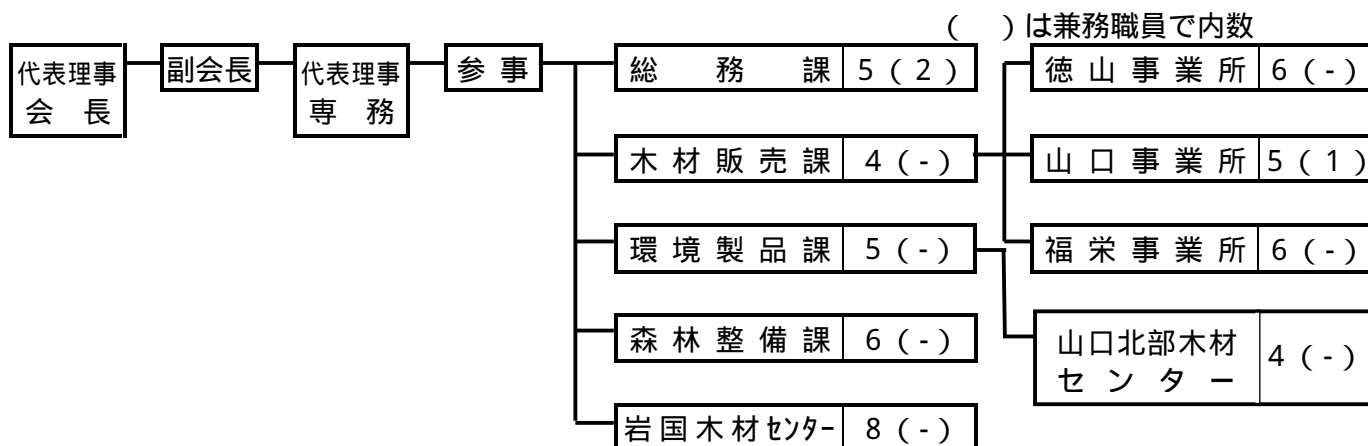 ( )は兼務職員で内数
代表理事
会長
副会長
代表理事
専務
参事
総務課 5(2)
徳山事業所 6(-)
木材販売課 4(-)
山口事業所 5(1)
環境製品課 5(-)
福栄事業所 6(-)
森林整備課 6(-)
山口北部木材
センター
4(-)
岩国木材センター 8(-)